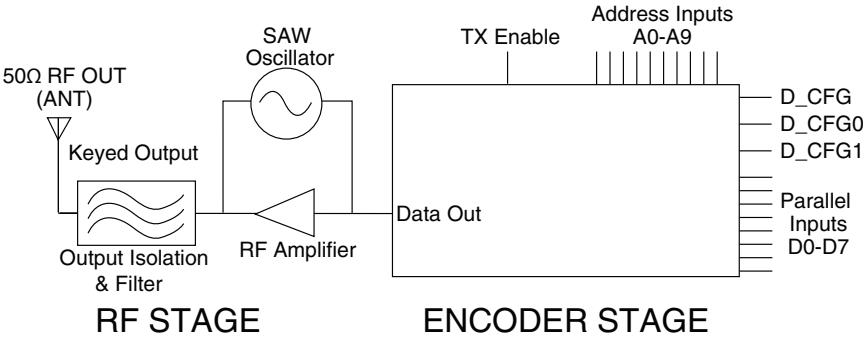 Address Inputs
A0-A9
SAW
Oscillator
TX Enable
50Ω RF OUT
(ANT)
D_CFG
D_CFG0
D_CFG1
Keyed Output
Parallel
Inputs
D0-D7
Data Out
RF Amplifier
Output Isolation
& Filter
RF STAGE
ENCODER STAGE